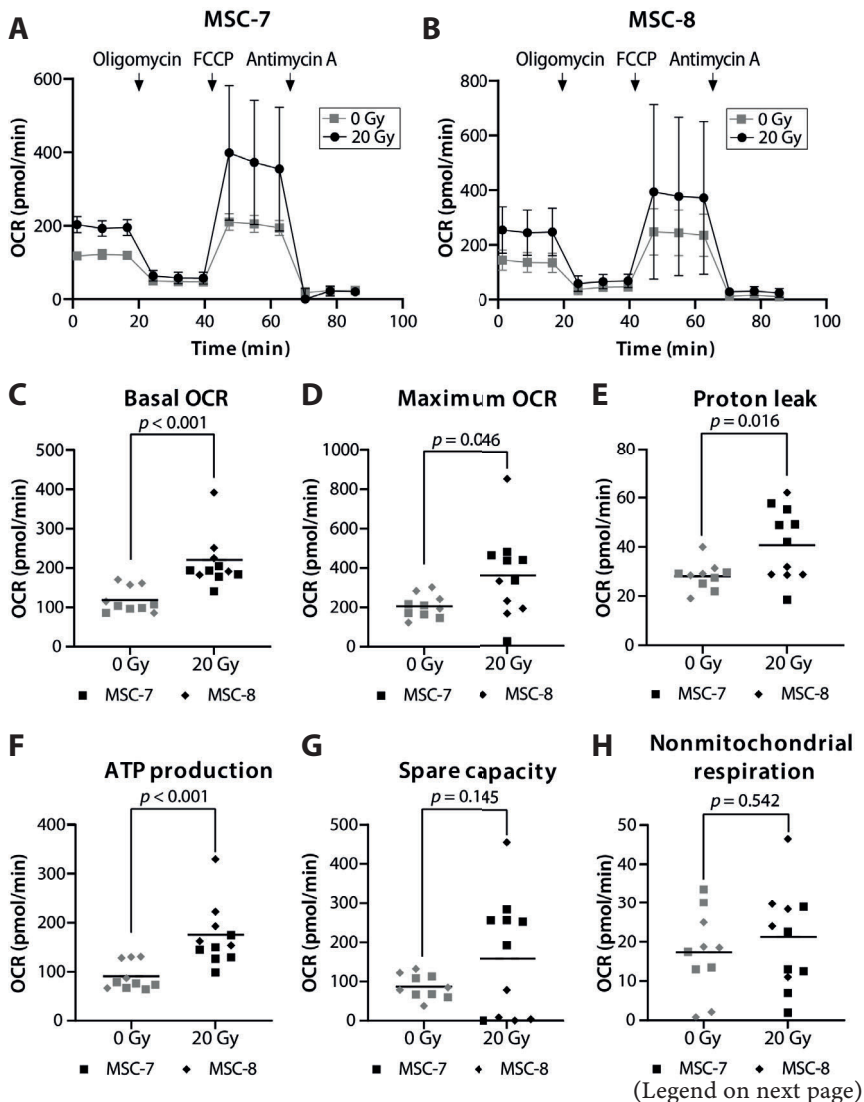 A
MSC-7
Oligomycin FCCP Antimycin A
600
400
200
0
OCR (pmol/min)
0 Gy
20 Gy
0 20 40 60 80 100
Time (min)
B
MSC-8
Oligomycin FCCP Antimycin A
800
600
400
200
0
OCR (pmol/min)
0 Gy
20 Gy
0 20 40 60 80 100
Time (min)
C
Basal OCR
p < 0.001
500
400
300
200
100
0
OCR (pmol/min)
0 Gy 20 Gy
MSC-7 MSC-8
D
Maximum OCR
p = 0.046
1000
800
600
400
200
0
OCR (pmol/min)
0 Gy 20 Gy
MSC-7 MSC-8
E
Proton leak
p = 0.016
80
60
40
20
0
OCR (pmol/min)
0 Gy 20 Gy
MSC-7 MSC-8
F
ATP production
p < 0.001
400
300
200
100
0
OCR (pmol/min)
0 Gy 20 Gy
MSC-7 MSC-8
G
Spare capacity
p = 0.145
500
400
300
200
100
0
OCR (pmol/min)
0 Gy 20 Gy
MSC-7 MSC-8
H
Nonmitochondrial
respiration
p = 0.542
50
40
30
20
10
0
OCR (pmol/min)
0 Gy 20 Gy
MSC-7 MSC-8
(Legend on next page)